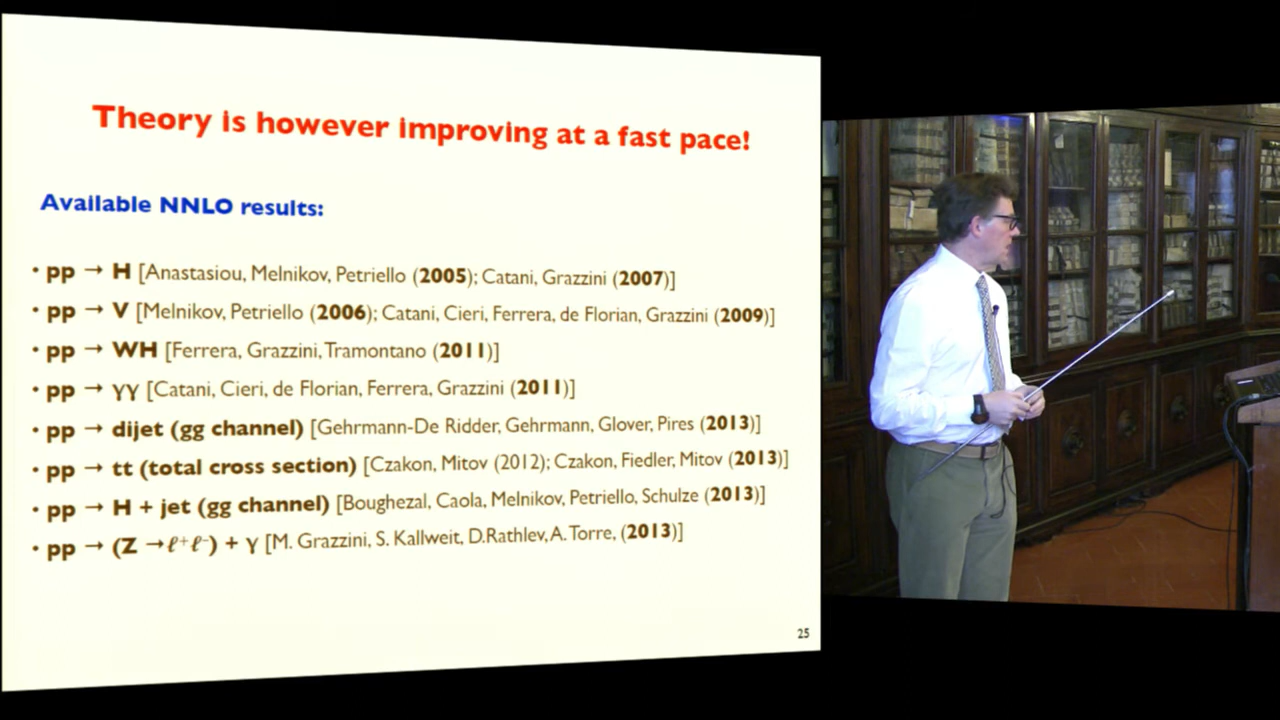 Theory is however improving at a fast pace!
Available NNLO results:
• pp → H [Anastasiou, Melnikov, Petriello (2005); Catani, Grazzini (2007)]
• pp → V [Melnikov, Petriello (2006); Catani, Cieri, Ferrera, de Florian, Grazzini (2009)]
• pp → WH [Ferrera, Grazzini, Tramontano (2011)]
• pp → γγ [Catani, Cieri, de Florian, Ferrera, Grazzini (2011)]
• pp → dijet (gg channel) [Gehrmann-De Ridder, Gehrmann, Glover, Pires (2013)]
• pp → tt (total cross section) [Czakon, Mitov (2012); Czakon, Fiedler, Mitov (2013)]
• pp → H + jet (gg channel) [Boughezal, Caola, Melnikov, Petriello, Schulze (2013)]
• pp → (Z →ℓ⁺ℓ⁻) + γ [M. Grazzini, S. Kallweit, D.Rathlev, A. Torre, (2013)]
25